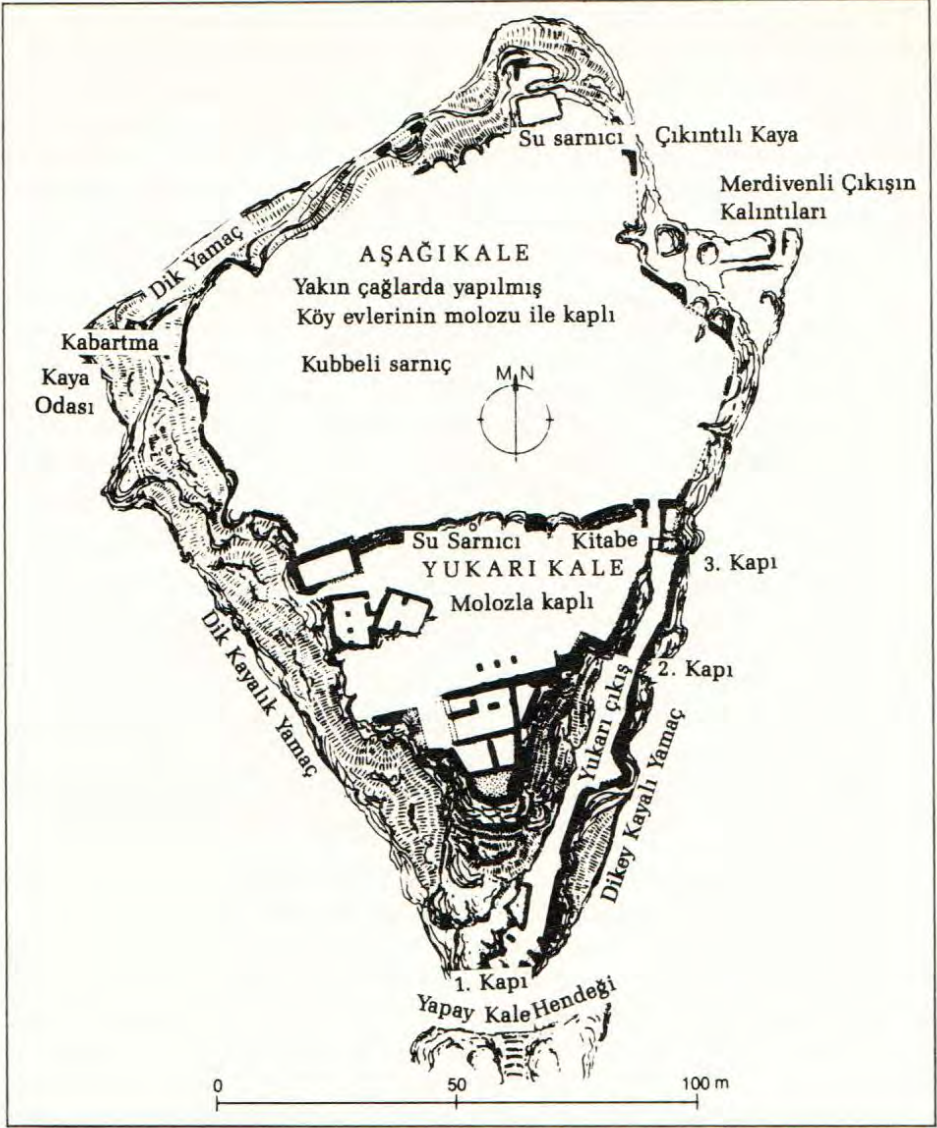 Su sarnıcı
Çıkıntılı Kaya
Merdivenli Çıkışın
Kalıntıları
Dik Yamaç
AŞAĞI KALE
Yakın çağlarda yapılmış
Köy evlerinin molozu ile kaplı
Kabartma
Kaya
Odası
Kubbeli sarnıç
M N
Su Sarnıcı
Kitabe
3. Kapı
YUKARI KALE
Molozla kaplı
2. Kapı
Dik Kayalık Yamaç
Yukarı çıkış
Dikey Kayalı Yamaç
1. Kapı
Yapay Kale Hendeği
0 50 100 m